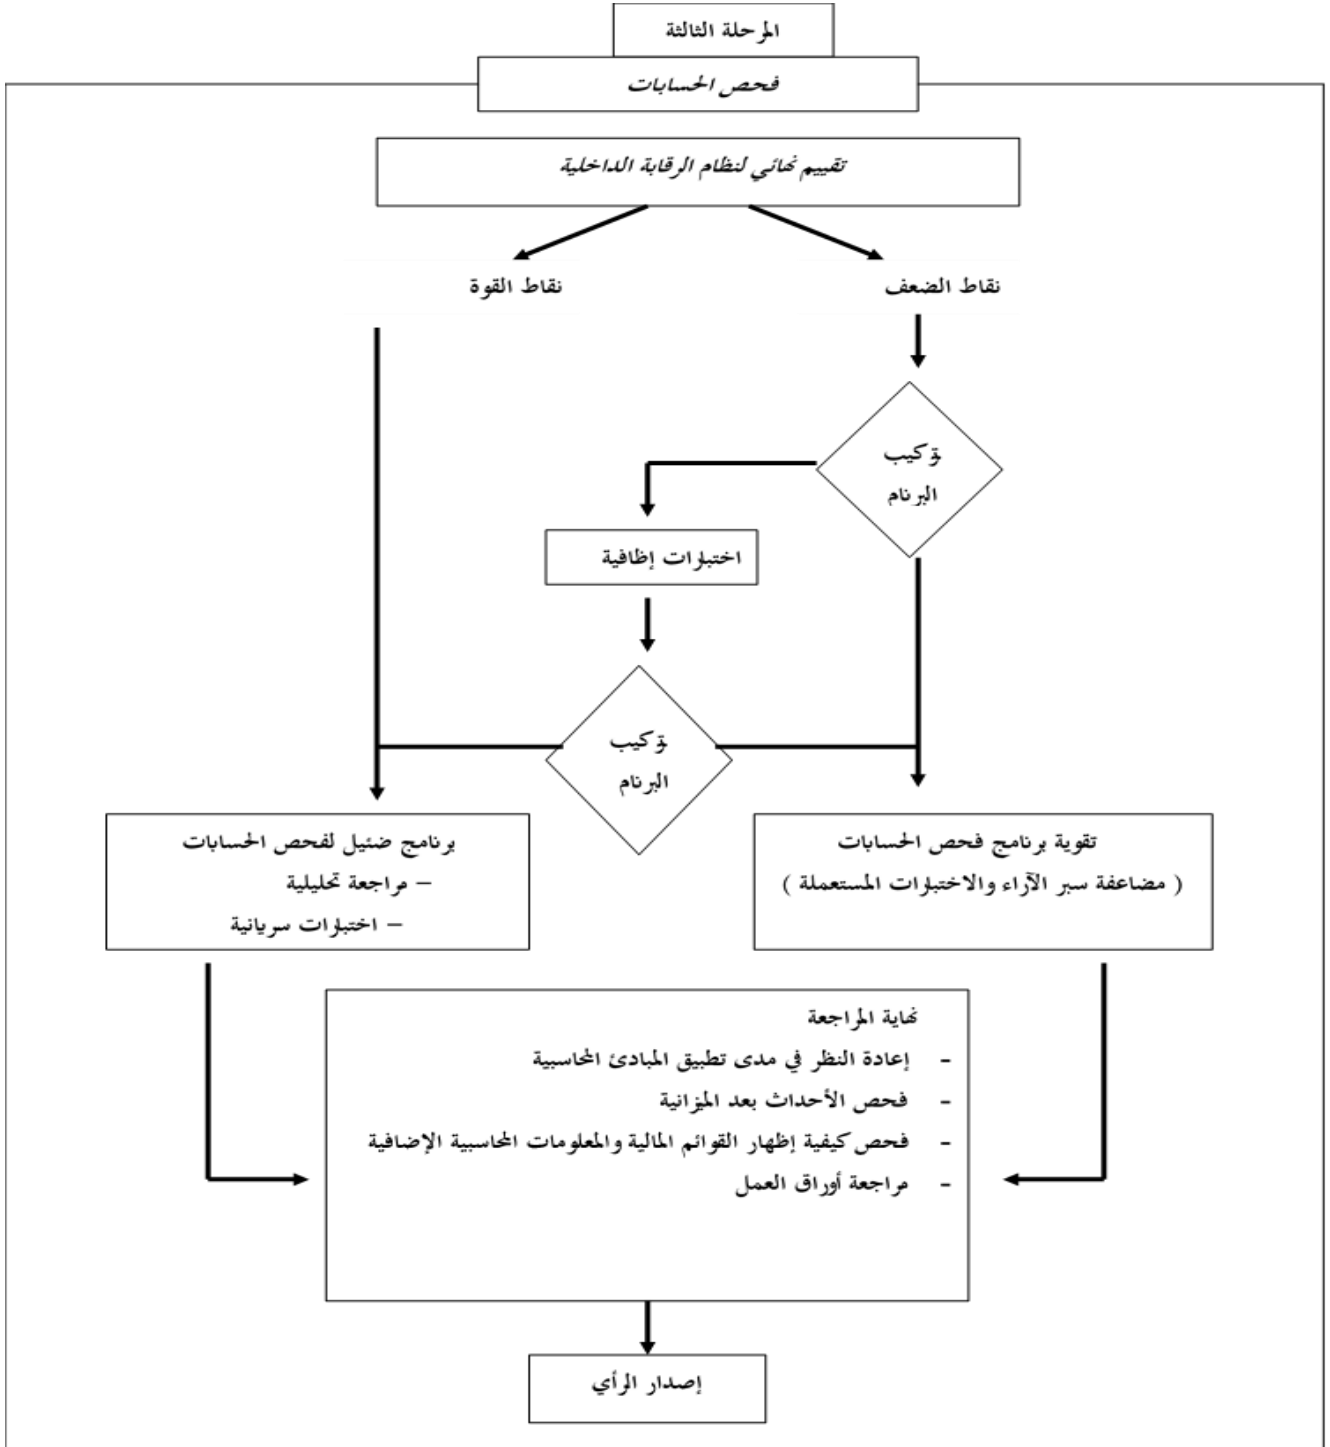 المرحلة الثالثة
فحص الحسابات
تقييم نهائي لنظام الرقابة الداخلية
نقاط الضعف
نقاط القوة
تركيب
البرنام
اختبارات إظافية
تركيب
البرنام
تقوية برنامج فحص الحسابات
( مضاعفة سبر الآراء والاختبارات المستعملة )
برنامج ضئيل لفحص الحسابات
– مراجعة تحليلية
– اختبارات سريانية
نهاية المراجعة
- إعادة النظر في مدى تطبيق المبادئ المحاسبية
- فحص الأحداث بعد الميزانية
- فحص كيفية إظهار القوائم المالية والمعلومات المحاسبية الإضافية
- مراجعة أوراق العمل
إصدار الرأي